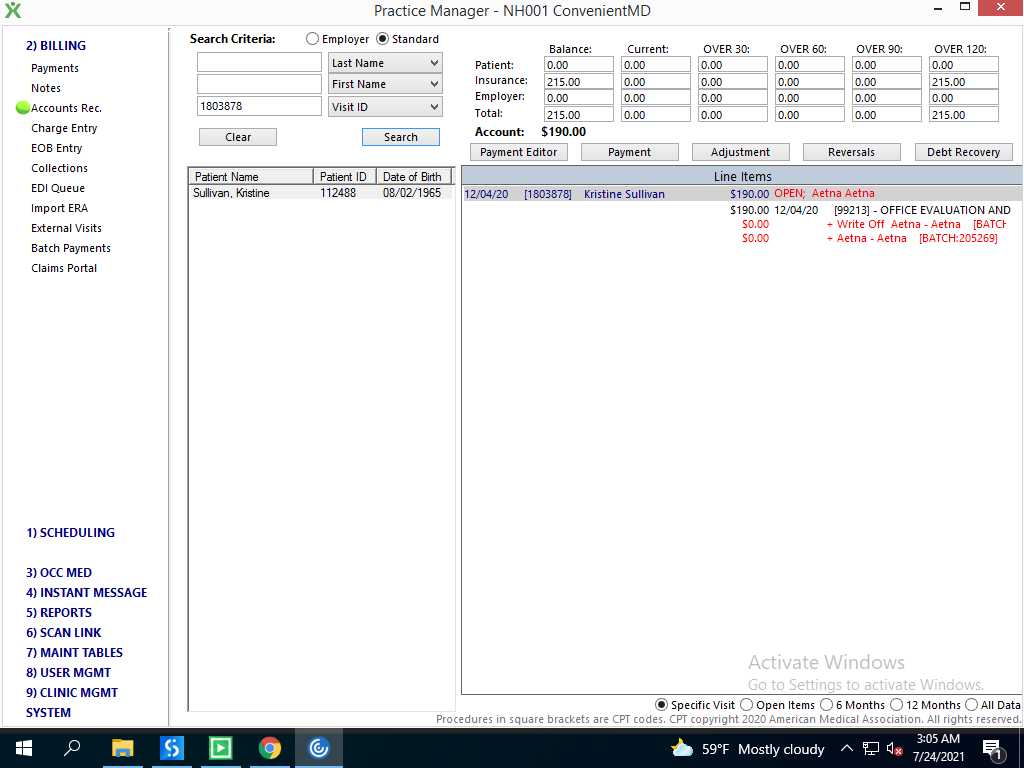 Practice Manager - NH001 ConvenientMD
2) BILLING
Payments
Notes
Accounts Rec.
Charge Entry
EOB Entry
Collections
EDI Queue
Import ERA
External Visits
Batch Payments
Claims Portal
1) SCHEDULING
3) OCC MED
4) INSTANT MESSAGE
5) REPORTS
6) SCAN LINK
7) MAINT TABLES
8) USER MGMT
9) CLINIC MGMT
SYSTEM
Search Criteria: Employer Standard
Last Name
First Name
1803878 Visit ID
Clear Search
Patient Name Patient ID Date of Birth
Sullivan, Kristine 112488 08/02/1965
Balance: Current: OVER 30: OVER 60: OVER 90: OVER 120:
Patient: 0.00 0.00 0.00 0.00 0.00 0.00
Insurance: 215.00 0.00 0.00 0.00 0.00 215.00
Employer: 0.00 0.00 0.00 0.00 0.00 0.00
Total: 215.00 0.00 0.00 0.00 0.00 215.00
Account: $190.00
Payment Editor Payment Adjustment Reversals Debt Recovery
Line Items
12/04/20 [1803878] Kristine Sullivan $190.00 OPEN; Aetna Aetna
$190.00 12/04/20 [99213] - OFFICE EVALUATION AND
$0.00 + Write Off Aetna - Aetna [BATCH
$0.00 + Aetna - Aetna [BATCH:205269]
Activate Windows
Go to Settings to activate Windows.
Specific Visit Open Items 6 Months 12 Months All Data
Procedures in square brackets are CPT codes. CPT copyright 2020 American Medical Association. All rights reserved.
59°F Mostly cloudy
3:05 AM
7/24/2021
1